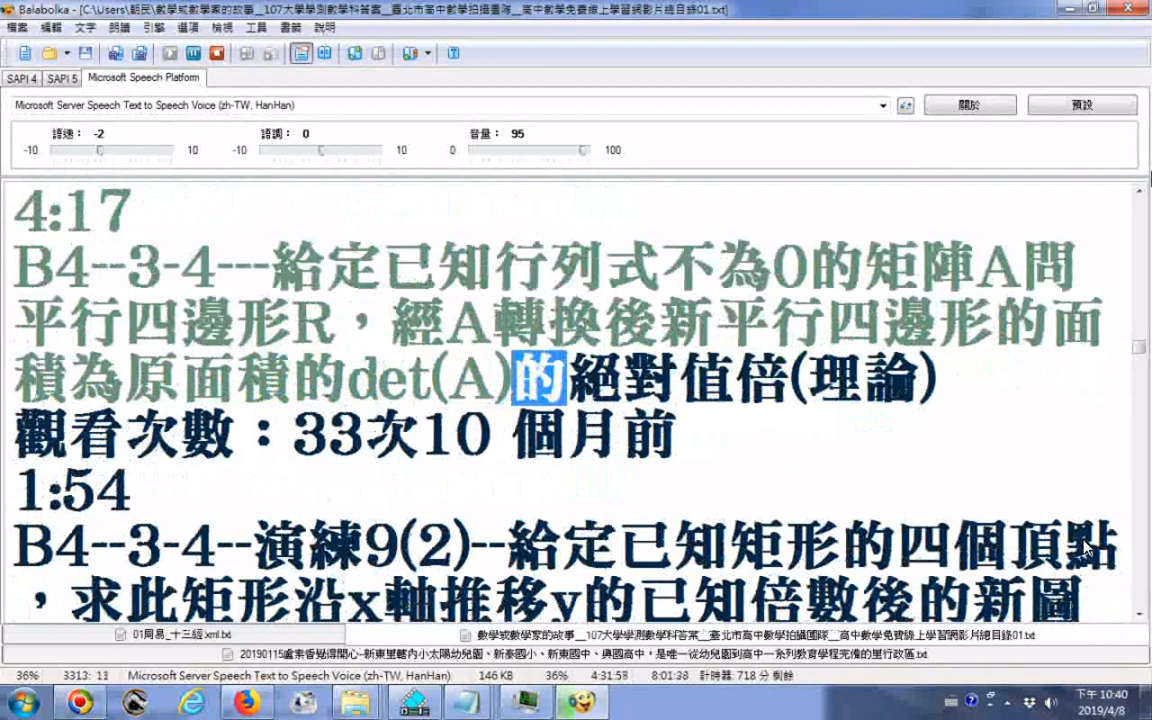 Balabolka - [C:\Users\朝民\數學或數學家的故事__107大學學測數學科答案__臺北市高中數學拍攝團隊__高中數學免費線上學習網影片總目錄01.txt]
檔案 編輯 文字 朗讀 引擎 選項 檢視 工具 書籤 說明
SAPI 4 SAPI 5 Microsoft Speech Platform
Microsoft Server Speech Text to Speech Voice (zh-TW, HanHan) 關於 預設
語速： -2 語調： 0 音量： 95
-10 10 -10 10 0 100
4:17
B4--3-4---給定已知行列式不為0的矩陣A問
平行四邊形R，經A轉換後新平行四邊形的面
積為原面積的det(A)的絕對值倍(理論)
觀看次數：33次10 個月前
1:54
B4--3-4--演練9(2)--給定已知矩形的四個頂點
，求此矩形沿x軸推移y的已知倍數後的新圖
01周易_十三經.xml.txt 數學或數學家的故事__107大學學測數學科答案__臺北市高中數學拍攝團隊__高中數學免費線上學習網影片總目錄01.txt
20190115盧素香覺得開心-新東里轄內小太陽幼兒園、新泰國小、新東國中、興國高中，是唯一從幼兒園到高中一系列教育學程完備的里行政區.txt
36% 3313: 13 Microsoft Server Speech Text to Speech Voice (zh-TW, HanHan) 146 KB 36% 4:31:58 8:01:38 計時器: 718 分 剩餘
下午 10:40
2019/4/8